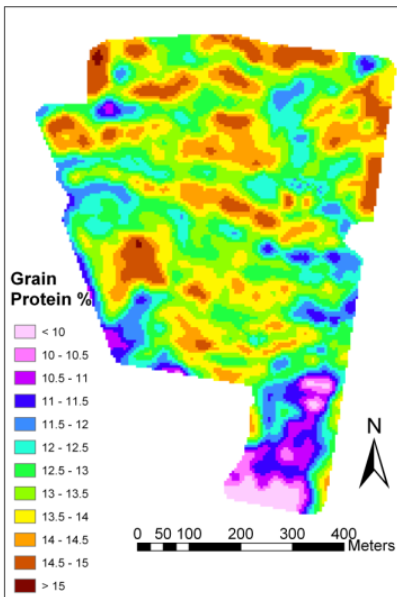 Grain
Protein %
< 10
10 - 10.5
10.5 - 11
11 - 11.5
11.5 - 12
12 - 12.5
12.5 - 13
13 - 13.5
13.5 - 14
14 - 14.5
14.5 - 15
> 15
N
0 50 100 200 300 400
Meters